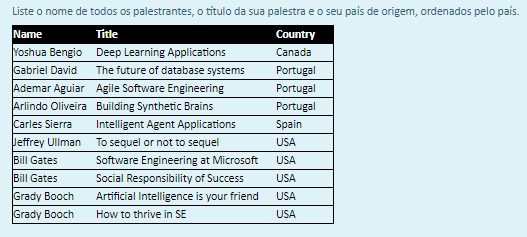 Liste o nome de todos os palestrantes, o título da sua palestra e o seu país de origem, ordenados pelo país.
Name Title Country
Yoshua Bengio Deep Learning Applications Canada
Gabriel David The future of database systems Portugal
Ademar Aguiar Agile Software Engineering Portugal
Arlindo Oliveira Building Synthetic Brains Portugal
Carles Sierra Intelligent Agent Applications Spain
Jeffrey Ullman To sequel or not to sequel USA
Bill Gates Software Engineering at Microsoft USA
Bill Gates Social Responsibility of Success USA
Grady Booch Artificial Intelligence is your friend USA
Grady Booch How to thrive in SE USA